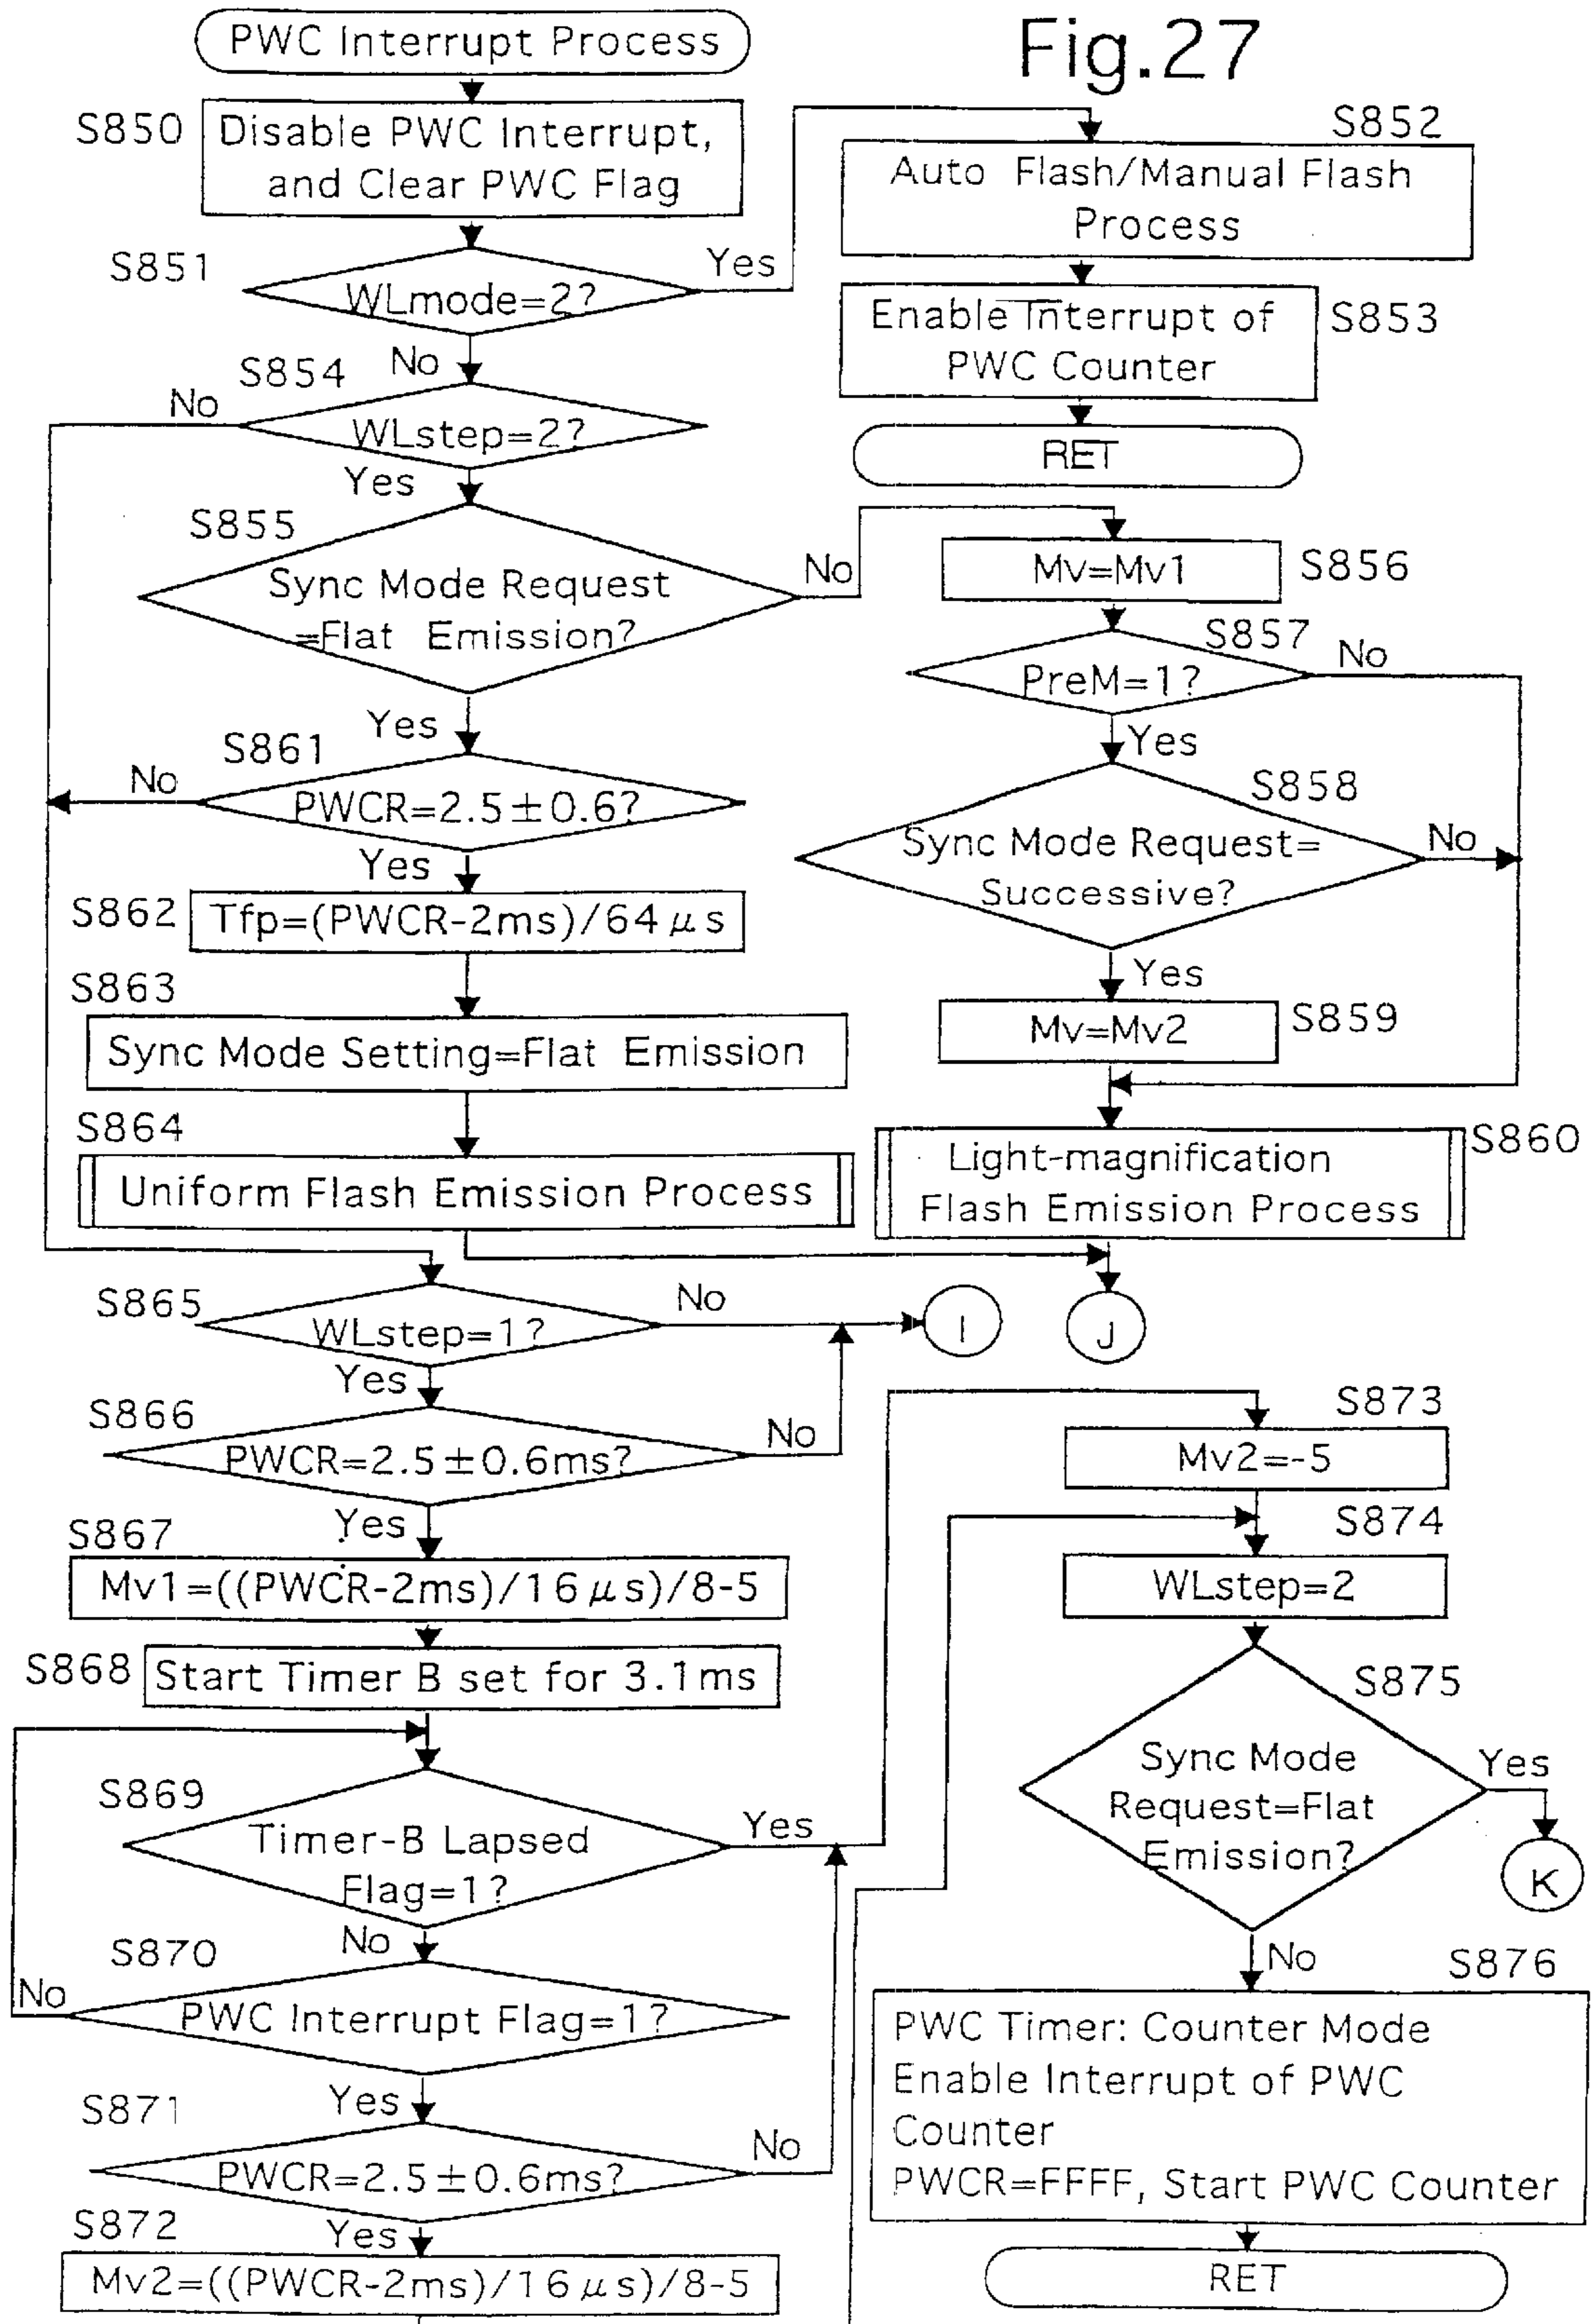 Fig.27
PWC Interrupt Process
S850
Disable PWC Interrupt,
and Clear PWC Flag
S851
WLmode=2?
Yes
No
S852
Auto Flash/Manual Flash
Process
Enable Interrupt of
PWC Counter
S853
RET
S854
WLstep=2?
No
Yes
S855
Sync Mode Request
=Flat Emission?
No
Yes
Mv=Mv1
S856
S857
PreM=1?
No
Yes
S858
Sync Mode Request=
Successive?
No
Yes
Mv=Mv2
S859
Light-magnification
Flash Emission Process
S860
S861
PWCR=2.5±0.6?
No
Yes
S862
Tfp=(PWCR-2ms)/64μs
S863
Sync Mode Setting=Flat Emission
S864
Uniform Flash Emission Process
S865
WLstep=1?
No
Yes
I
J
S866
PWCR=2.5±0.6ms?
No
Yes
S867
Mv1=((PWCR-2ms)/16μs)/8-5
S868
Start Timer B set for 3.1ms
S869
Timer-B Lapsed
Flag=1?
Yes
No
S870
PWC Interrupt Flag=1?
No
Yes
S871
PWCR=2.5±0.6ms?
No
Yes
S872
Mv2=((PWCR-2ms)/16μs)/8-5
S873
Mv2=-5
S874
WLstep=2
S875
Sync Mode
Request=Flat
Emission?
Yes
K
No
S876
PWC Timer: Counter Mode
Enable Interrupt of PWC
Counter
PWCR=FFFF, Start PWC Counter
RET